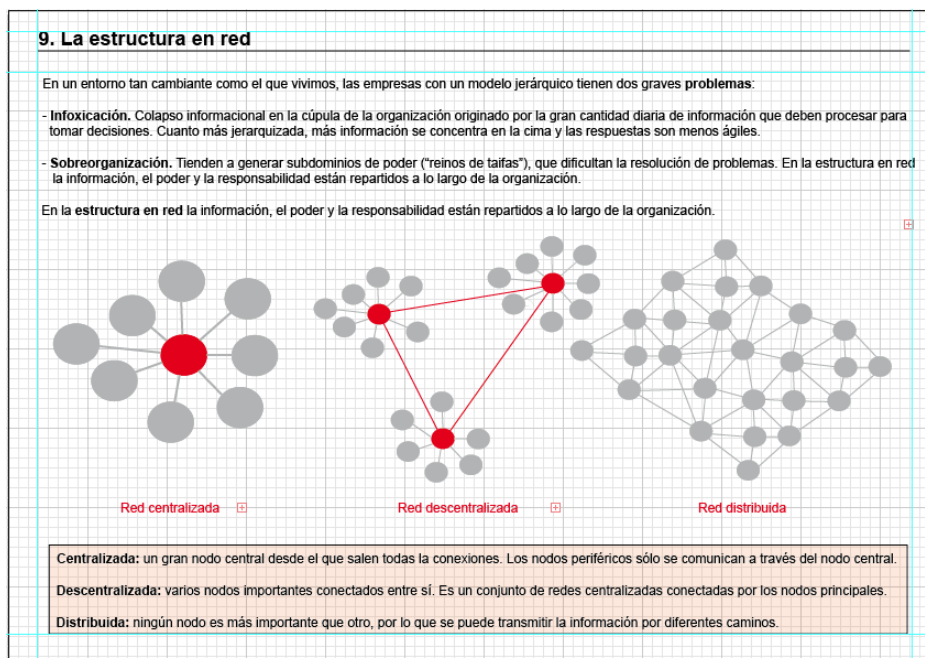 9. La estructura en red
En un entorno tan cambiante como el que vivimos, las empresas con un modelo jerárquico tienen dos graves problemas:
- Infoxicación. Colapso informacional en la cúpula de la organización originado por la gran cantidad diaria de información que deben procesar para
tomar decisiones. Cuanto más jerarquizada, más información se concentra en la cima y las respuestas son menos ágiles.
- Sobreorganización. Tienden a generar subdominios de poder (“reinos de taifas”), que dificultan la resolución de problemas. En la estructura en red
la información, el poder y la responsabilidad están repartidos a lo largo de la organización.
En la estructura en red la información, el poder y la responsabilidad están repartidos a lo largo de la organización.
Red centralizada
Red descentralizada
Red distribuida
Centralizada: un gran nodo central desde el que salen todas la conexiones. Los nodos periféricos sólo se comunican a través del nodo central.
Descentralizada: varios nodos importantes conectados entre sí. Es un conjunto de redes centralizadas conectadas por los nodos principales.
Distribuida: ningún nodo es más importante que otro, por lo que se puede transmitir la información por diferentes caminos.